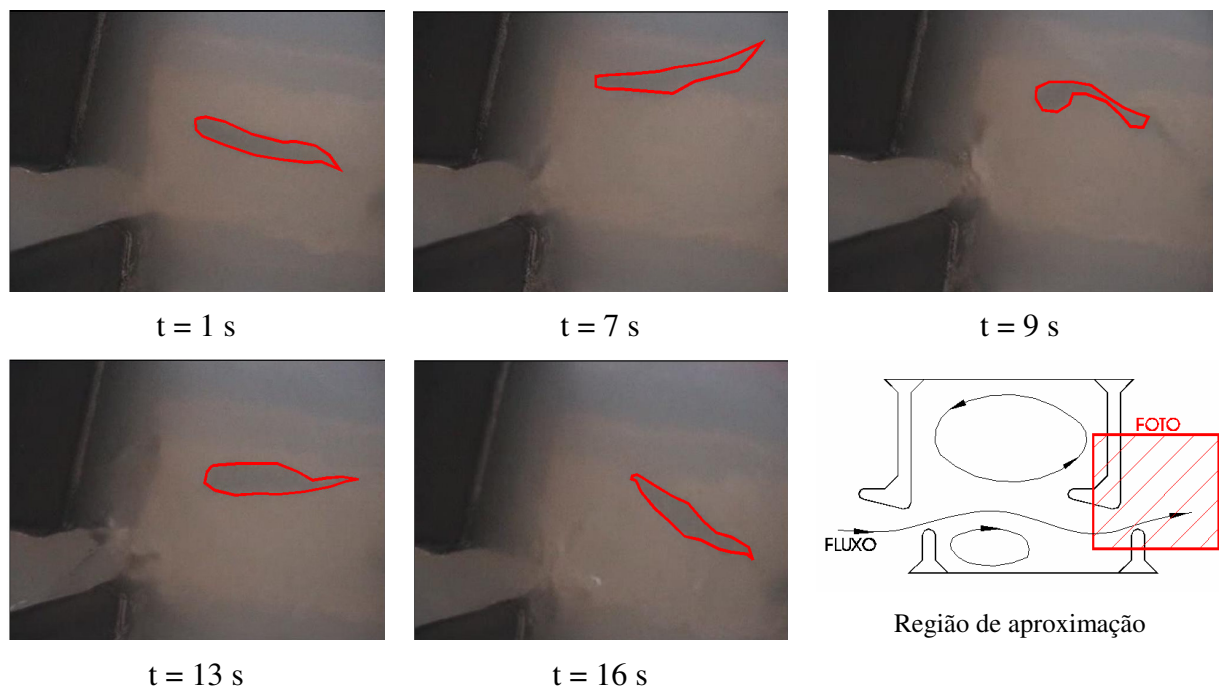 t = 1 s
t = 7 s
t = 9 s
FOTO
FLUXO
Região de aproximação
t = 13 s
t = 16 s